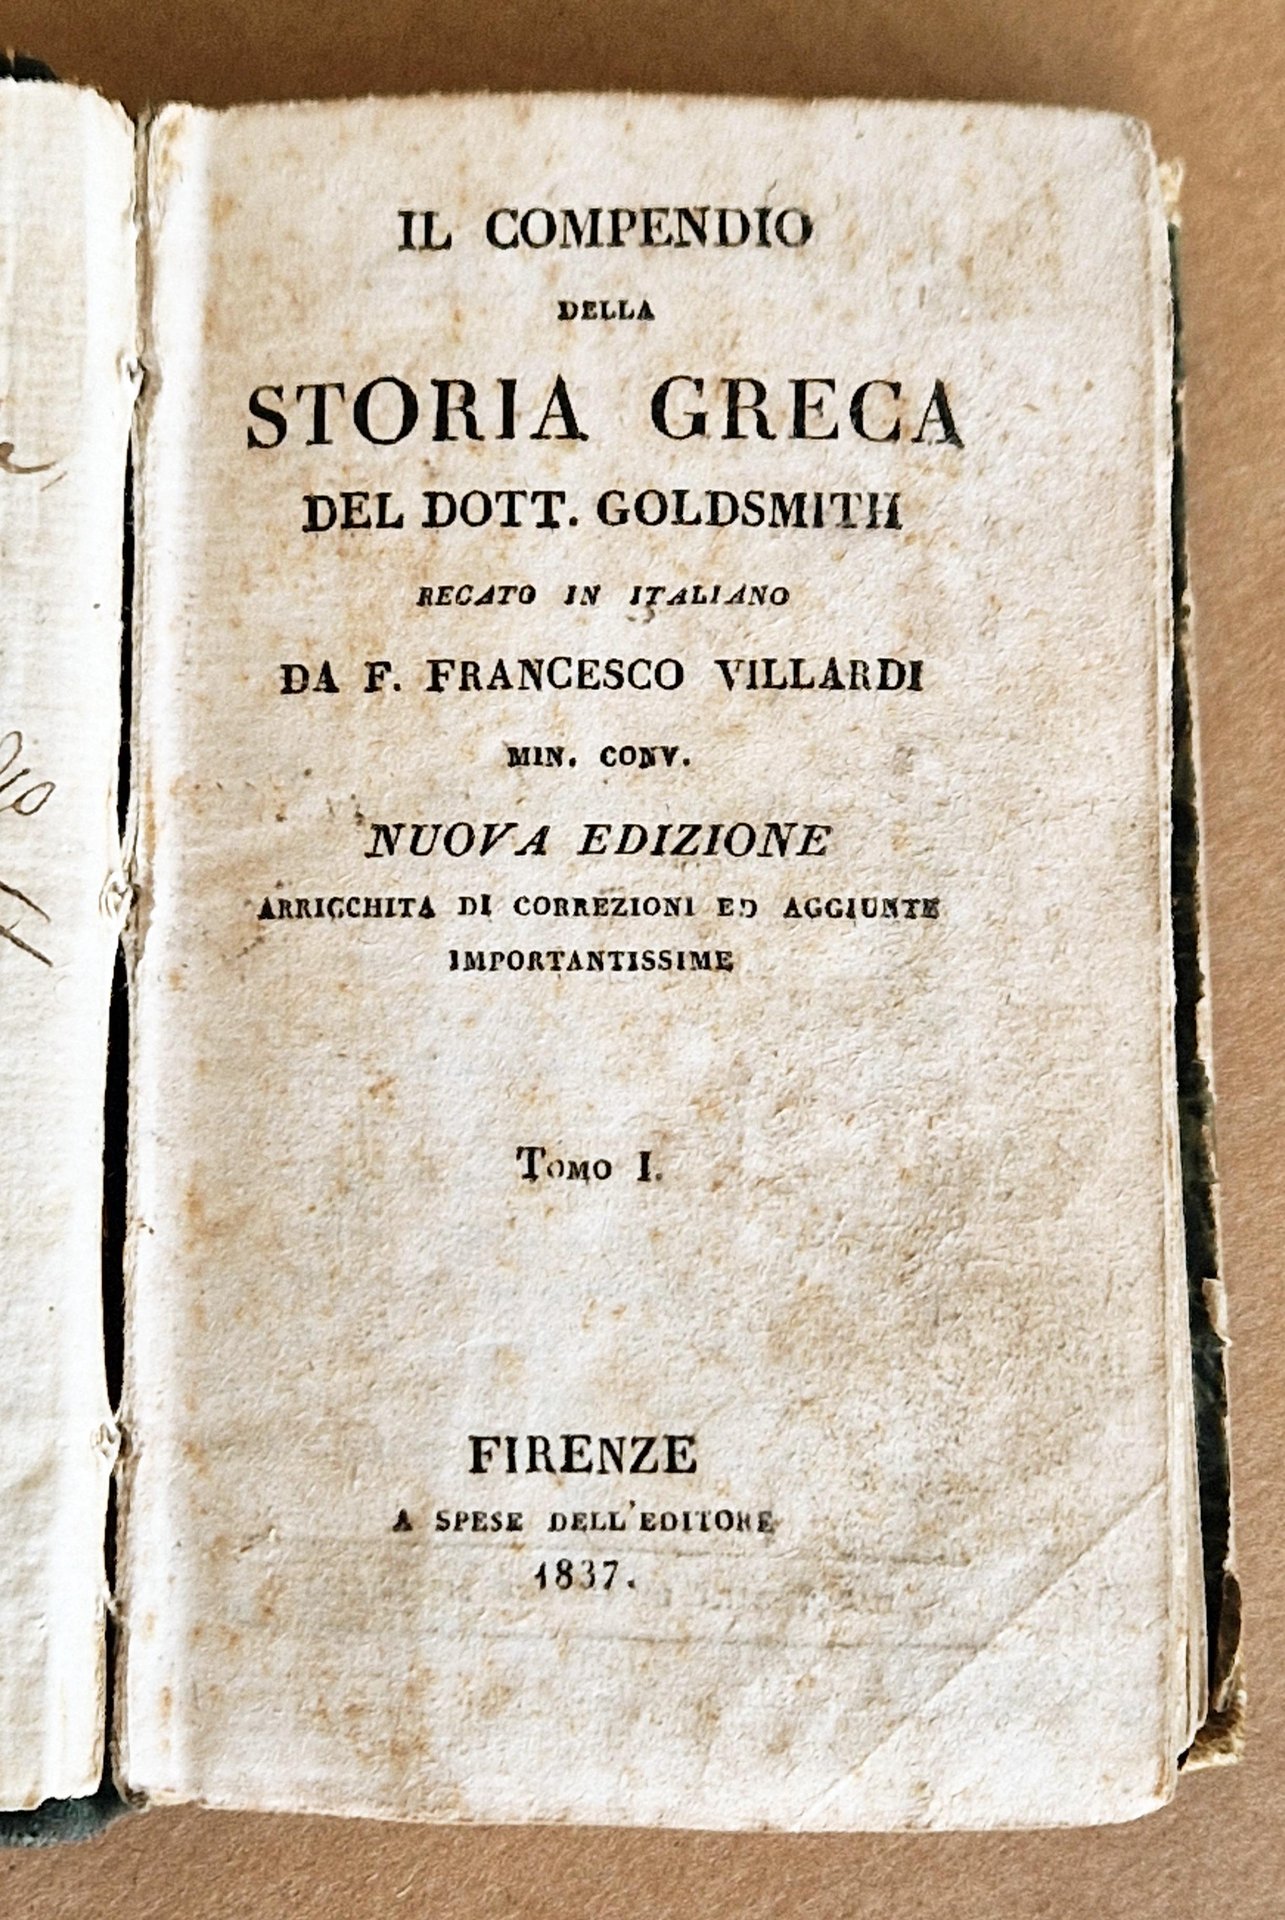 IL COMPENDIO
DELLA
STORIA GRECA
DEL DOTT. GOLDSMITH
RECATO IN ITALIANO
DA F. FRANCESCO VILLARDI
MIN. CONV.
NUOVA EDIZIONE
ARRICCHITA DI CORREZIONI ED AGGIUNTE
IMPORTANTISSIME
TOMO I.
FIRENZE
A SPESE DELL'EDITORE
1837.